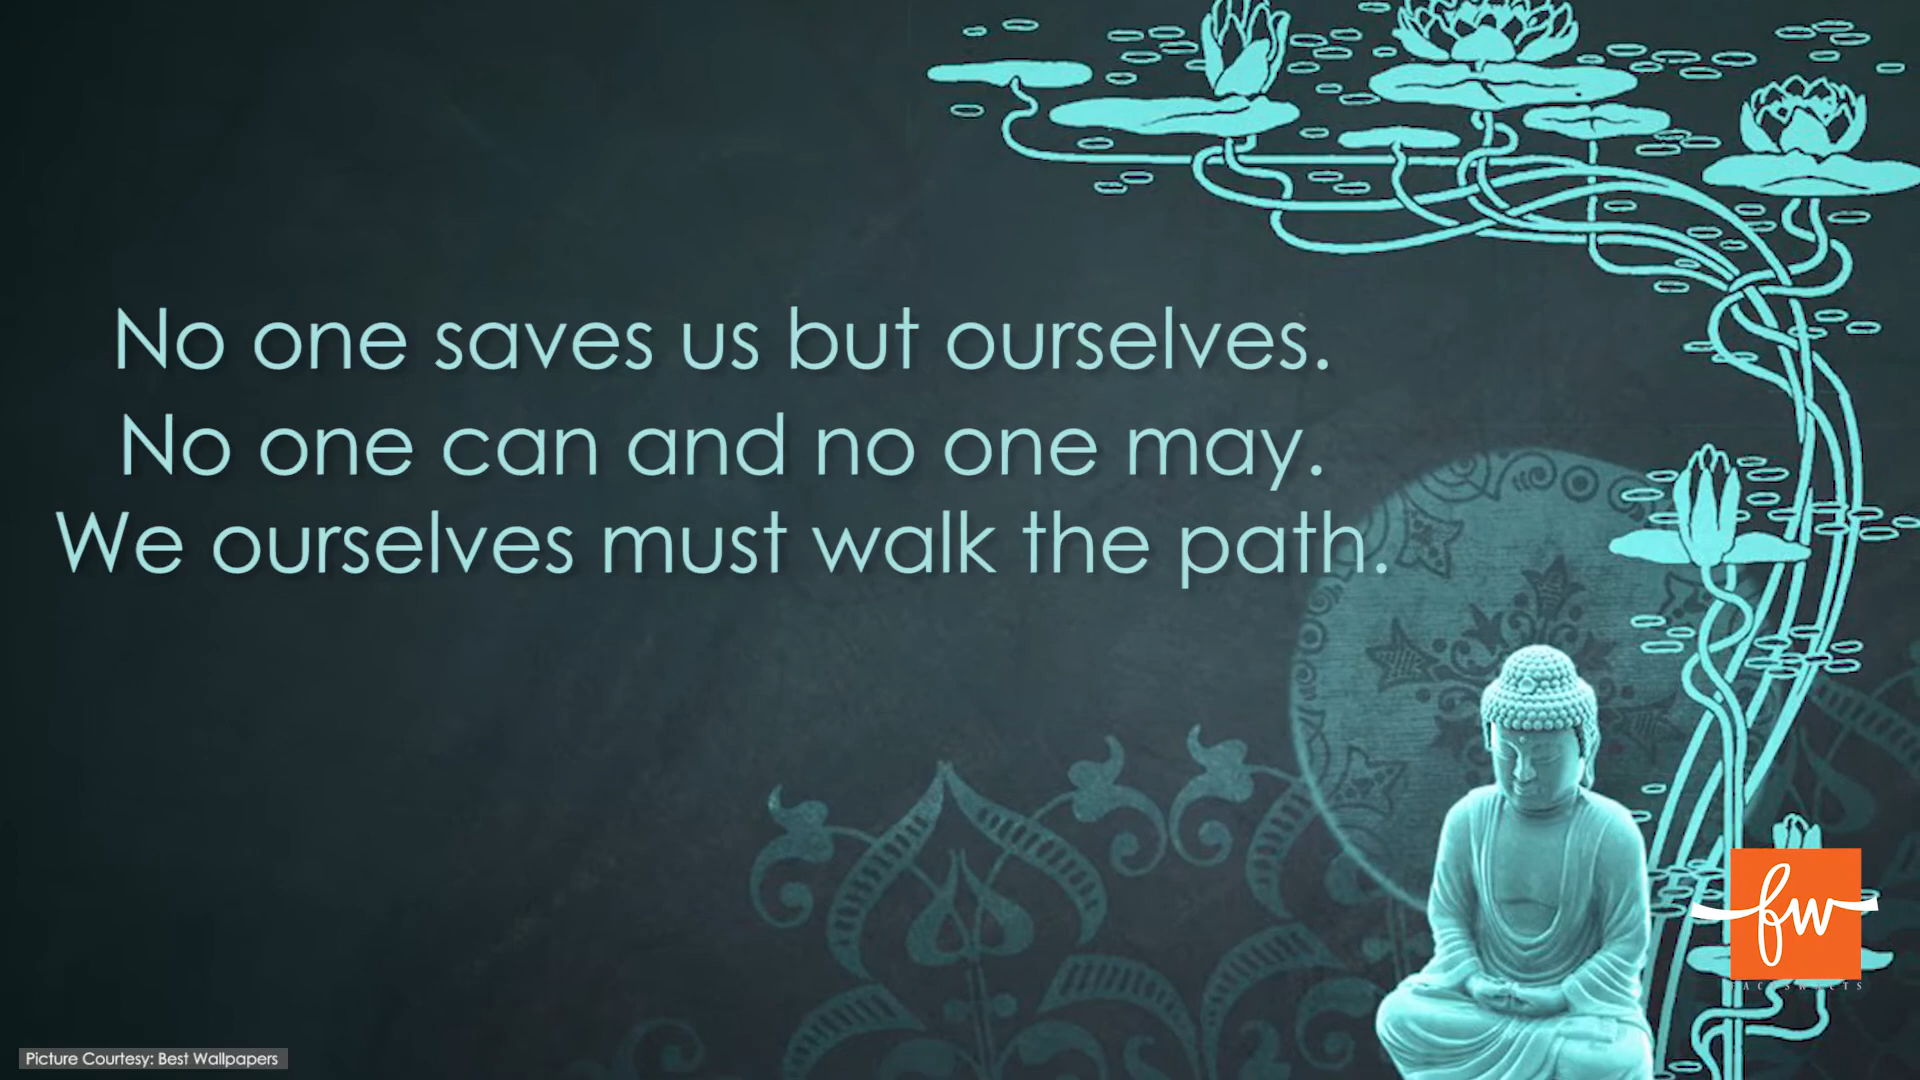 No one saves us but ourselves.
No one can and no one may.
We ourselves must walk the path.
fw
Picture Courtesy: Best Wallpapers